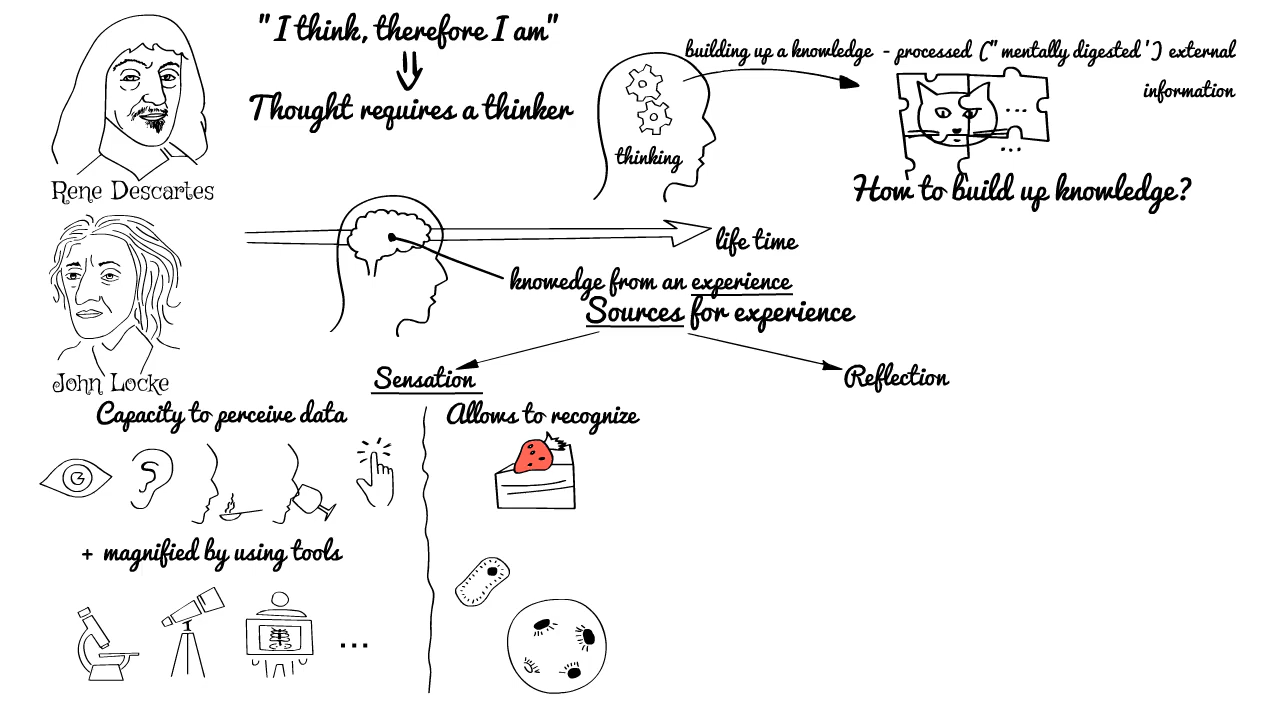 "I think, therefore I am"
Thought requires a thinker
Rene Descartes
building up a knowledge - processed ("mentally digested') external
information
thinking
...
...
How to build up knowledge?
John Locke
life time
knowedge from an experience
Sources for experience
Sensation
Reflection
Capacity to perceive data
Allows to recognize
+ magnified by using tools
...